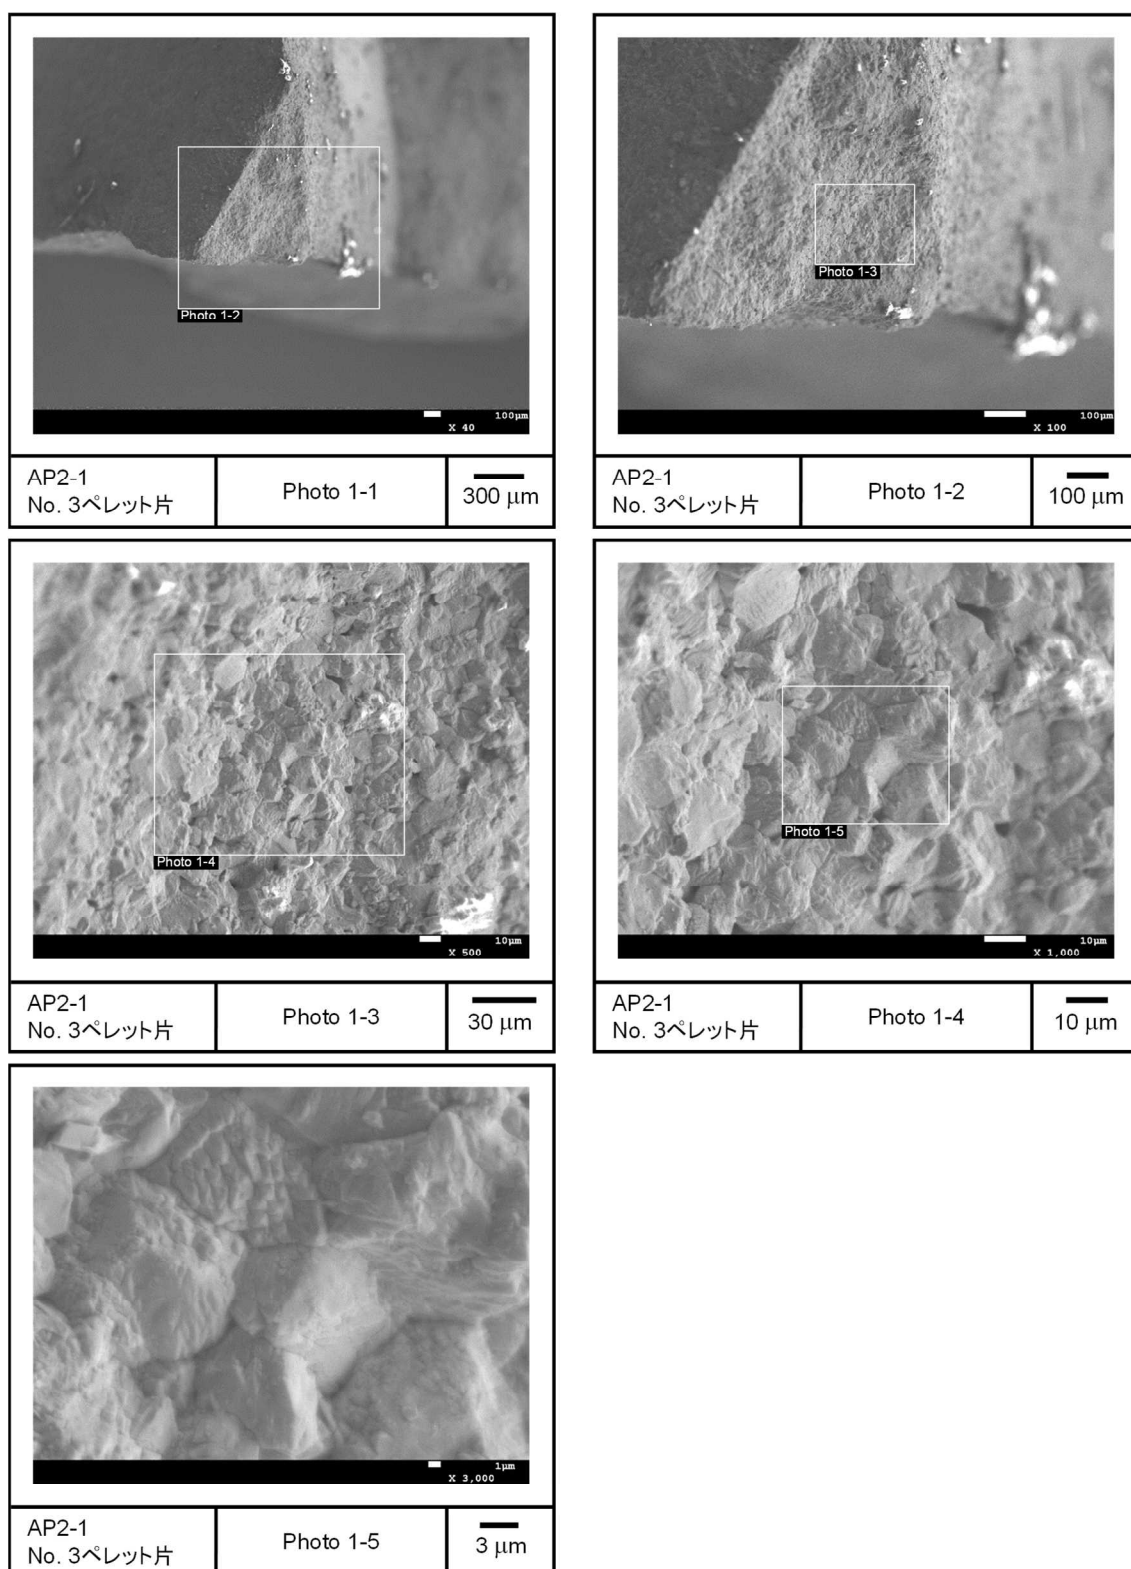 Photo 1-2
100μm
X 40
AP2-1
No. 3ペレット片
Photo 1-1
300 μm
Photo 1-3
100μm
X 100
AP2-1
No. 3ペレット片
Photo 1-2
100 μm
Photo 1-4
10μm
X 500
AP2-1
No. 3ペレット片
Photo 1-3
30 μm
Photo 1-5
10μm
X 1,000
AP2-1
No. 3ペレット片
Photo 1-4
10 μm
1μm
X 3,000
AP2-1
No. 3ペレット片
Photo 1-5
3 μm